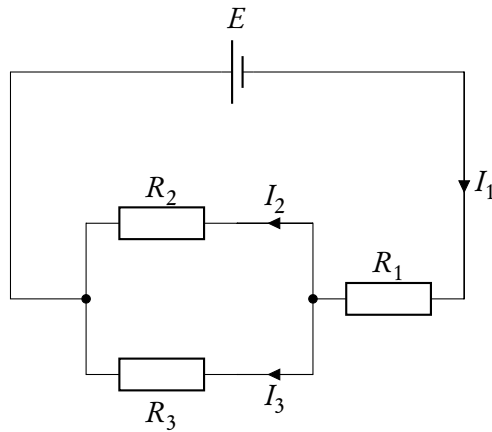 E
I₁
R₂
I₂
R₁
R₃
I₃